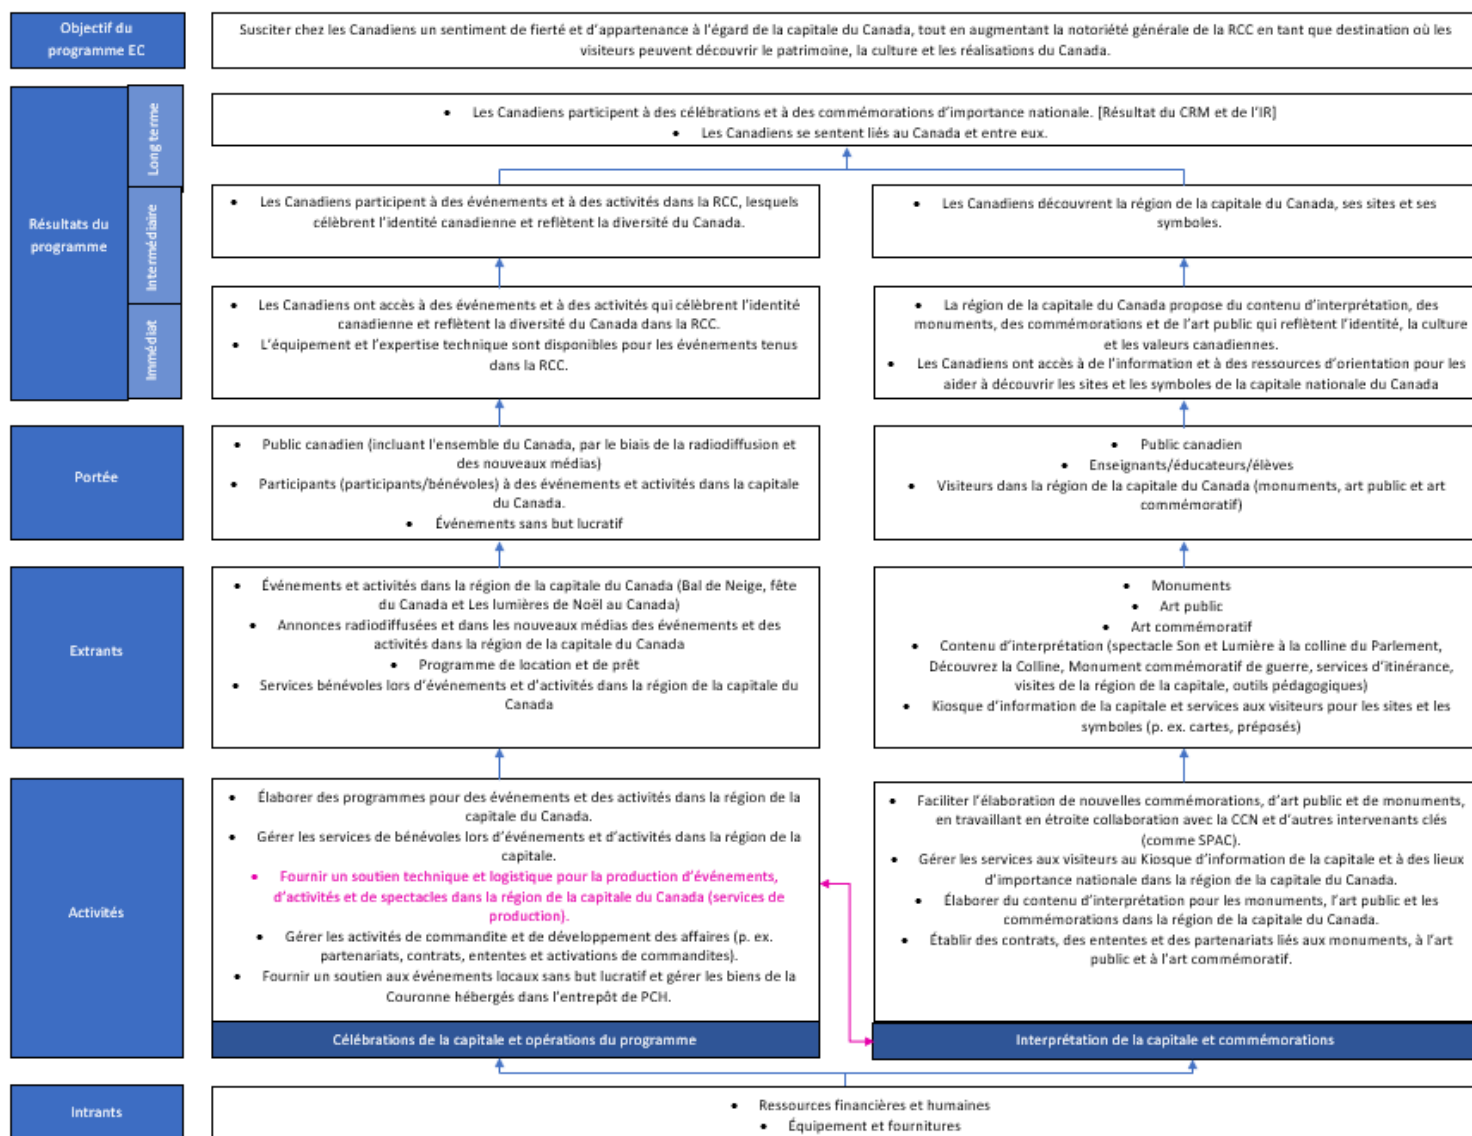 Objectif du
programme EC
Susciter chez les Canadiens un sentiment de fierté et d'appartenance à l'égard de la capitale du Canada, tout en augmentant la notoriété générale de la RCC en tant que destination où les
visiteurs peuvent découvrir le patrimoine, la culture et les réalisations du Canada.
Résultats du
programme
Long terme
• Les Canadiens participent à des célébrations et à des commémorations d'importance nationale. [Résultat du CRM et de l'IR]
• Les Canadiens se sentent liés au Canada et entre eux.
Intermédiaire
• Les Canadiens participent à des événements et à des activités dans la RCC, lesquels
célèbrent l'identité canadienne et reflètent la diversité du Canada.
• Les Canadiens découvrent la région de la capitale du Canada, ses sites et ses
symboles.
Immédiat
• Les Canadiens ont accès à des événements et à des activités qui célèbrent l'identité
canadienne et reflètent la diversité du Canada dans la RCC.
• L'équipement et l'expertise technique sont disponibles pour les événements tenus
dans la RCC.
• La région de la capitale du Canada propose du contenu d'interprétation, des
monuments, des commémorations et de l'art public qui reflètent l'identité, la culture
et les valeurs canadiennes.
• Les Canadiens ont accès à de l'information et à des ressources d'orientation pour les
aider à découvrir les sites et les symboles de la capitale nationale du Canada
Portée
• Public canadien (incluant l'ensemble du Canada, par le biais de la radiodiffusion et
des nouveaux médias)
• Participants (participants/bénévoles) à des événements et activités dans la capitale
du Canada.
• Événements sans but lucratif
• Public canadien
• Enseignants/éducateurs/élèves
• Visiteurs dans la région de la capitale du Canada (monuments, art public et art
commémoratif)
Extrants
• Événements et activités dans la région de la capitale du Canada (Bal de Neige, fête
du Canada et Les lumières de Noël au Canada)
• Annonces radiodiffusées et dans les nouveaux médias des événements et des
activités dans la région de la capitale du Canada
• Programme de location et de prêt
• Services bénévoles lors d'événements et d'activités dans la région de la capitale du
Canada
• Monuments
• Art public
• Art commémoratif
• Contenu d'interprétation (spectacle Son et Lumière à la colline du Parlement,
Découvrez la Colline, Monument commémoratif de guerre, services d'itinérance,
visites de la région de la capitale, outils pédagogiques)
• Kiosque d'information de la capitale et services aux visiteurs pour les sites et les
symboles (p. ex. cartes, préposés)
Activités
• Élaborer des programmes pour des événements et des activités dans la région de la
capitale du Canada.
• Gérer les services de bénévoles lors d'événements et d'activités dans la région de la
capitale.
• Fournir un soutien technique et logistique pour la production d'événements,
d'activités et de spectacles dans la région de la capitale du Canada (services de
production).
• Gérer les activités de commandite et de développement des affaires (p. ex.
partenariats, contrats, ententes et activations de commandites).
• Fournir un soutien aux événements locaux sans but lucratif et gérer les biens de la
Couronne hébergés dans l'entrepôt de PCH.
Célébrations de la capitale et opérations du programme
• Faciliter l'élaboration de nouvelles commémorations, d'art public et de monuments,
en travaillant en étroite collaboration avec la CCN et d'autres intervenants clés
(comme SPAC).
• Gérer les services aux visiteurs au Kiosque d'information de la capitale et à des lieux
d'importance nationale dans la région de la capitale du Canada.
• Élaborer du contenu d'interprétation pour les monuments, l'art public et les
commémorations dans la région de la capitale du Canada.
• Établir des contrats, des ententes et des partenariats liés aux monuments, à l'art
public et à l'art commémoratif.
Interprétation de la capitale et commémorations
Intrants
• Ressources financières et humaines
• Équipement et fournitures